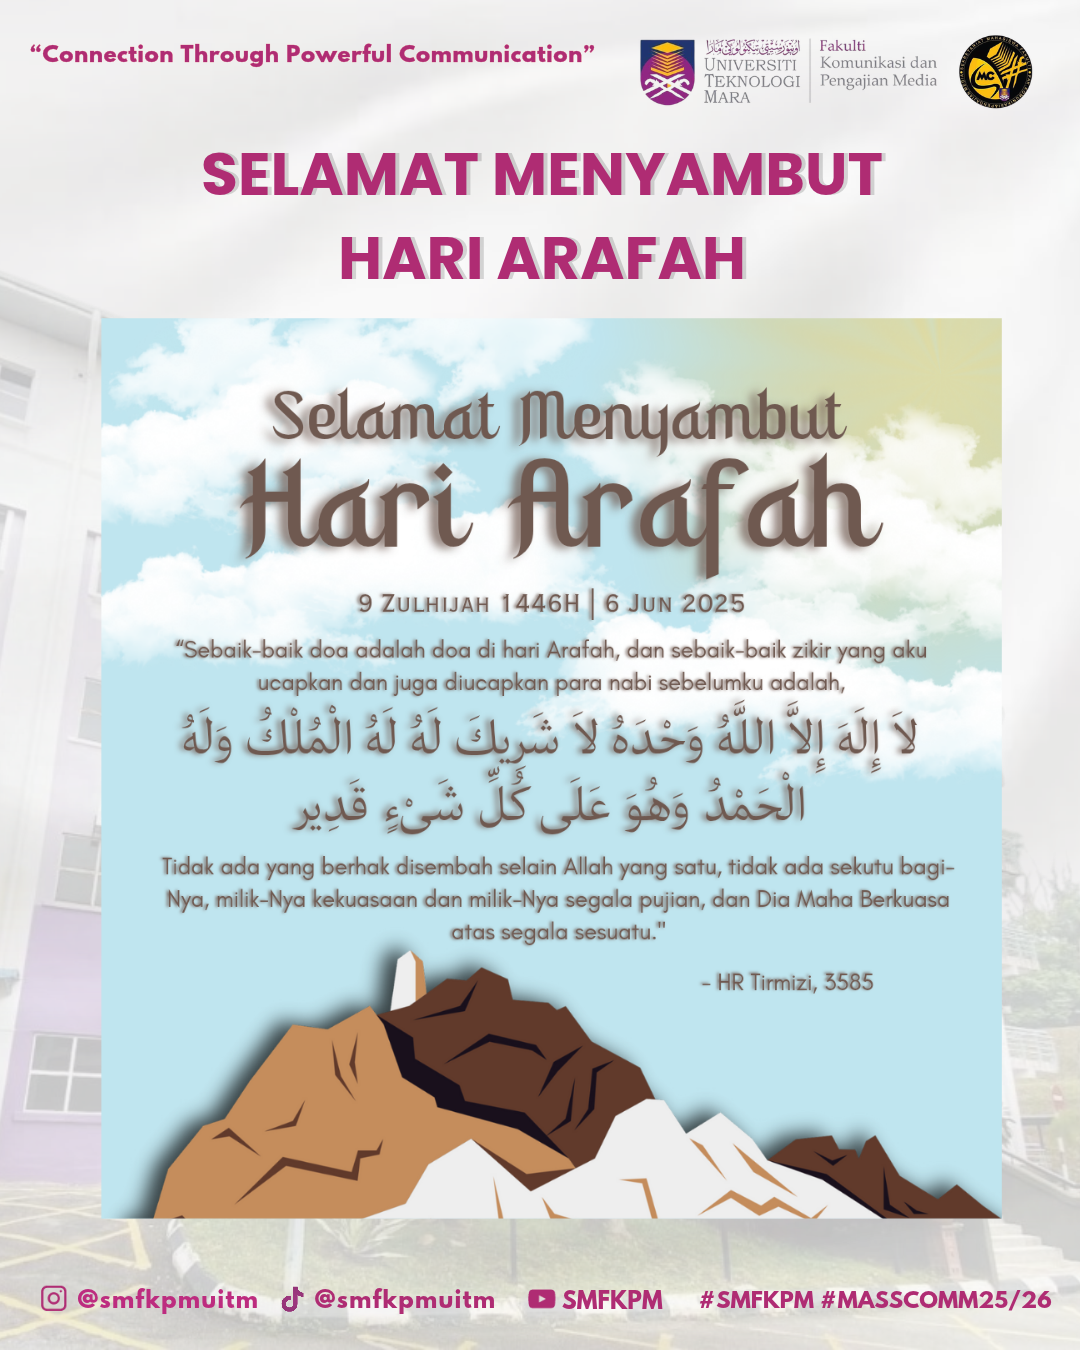 “Connection Through Powerful Communication”
اونيۏرسيتي تيکنولوݢي مارا
UNIVERSITI
TEKNOLOGI
MARA
Fakulti
Komunikasi dan
Pengajian Media
MC
SELAMAT MENYAMBUT
HARI ARAFAH
Selamat Menyambut
Hari Arafah
9 ZULHIJAH 1446H | 6 JUN 2025
“Sebaik-baik doa adalah doa di hari Arafah, dan sebaik-baik zikir yang aku
ucapkan dan juga diucapkan para nabi sebelumku adalah,
لاَ إِلَهَ إِلاَّ اللَّهُ وَحْدَهُ لاَ شَرِيكَ لَهُ لَهُ الْمُلْكُ وَلَهُ
الْحَمْدُ وَهُوَ عَلَى كُلِّ شَىْءٍ قَدِير
Tidak ada yang berhak disembah selain Allah yang satu, tidak ada sekutu bagi-
Nya, milik-Nya kekuasaan dan milik-Nya segala pujian, dan Dia Maha Berkuasa
atas segala sesuatu."
- HR Tirmizi, 3585
@smfkpmuitm @smfkpmuitm SMFKPM #SMFKPM #MASSCOMM25/26